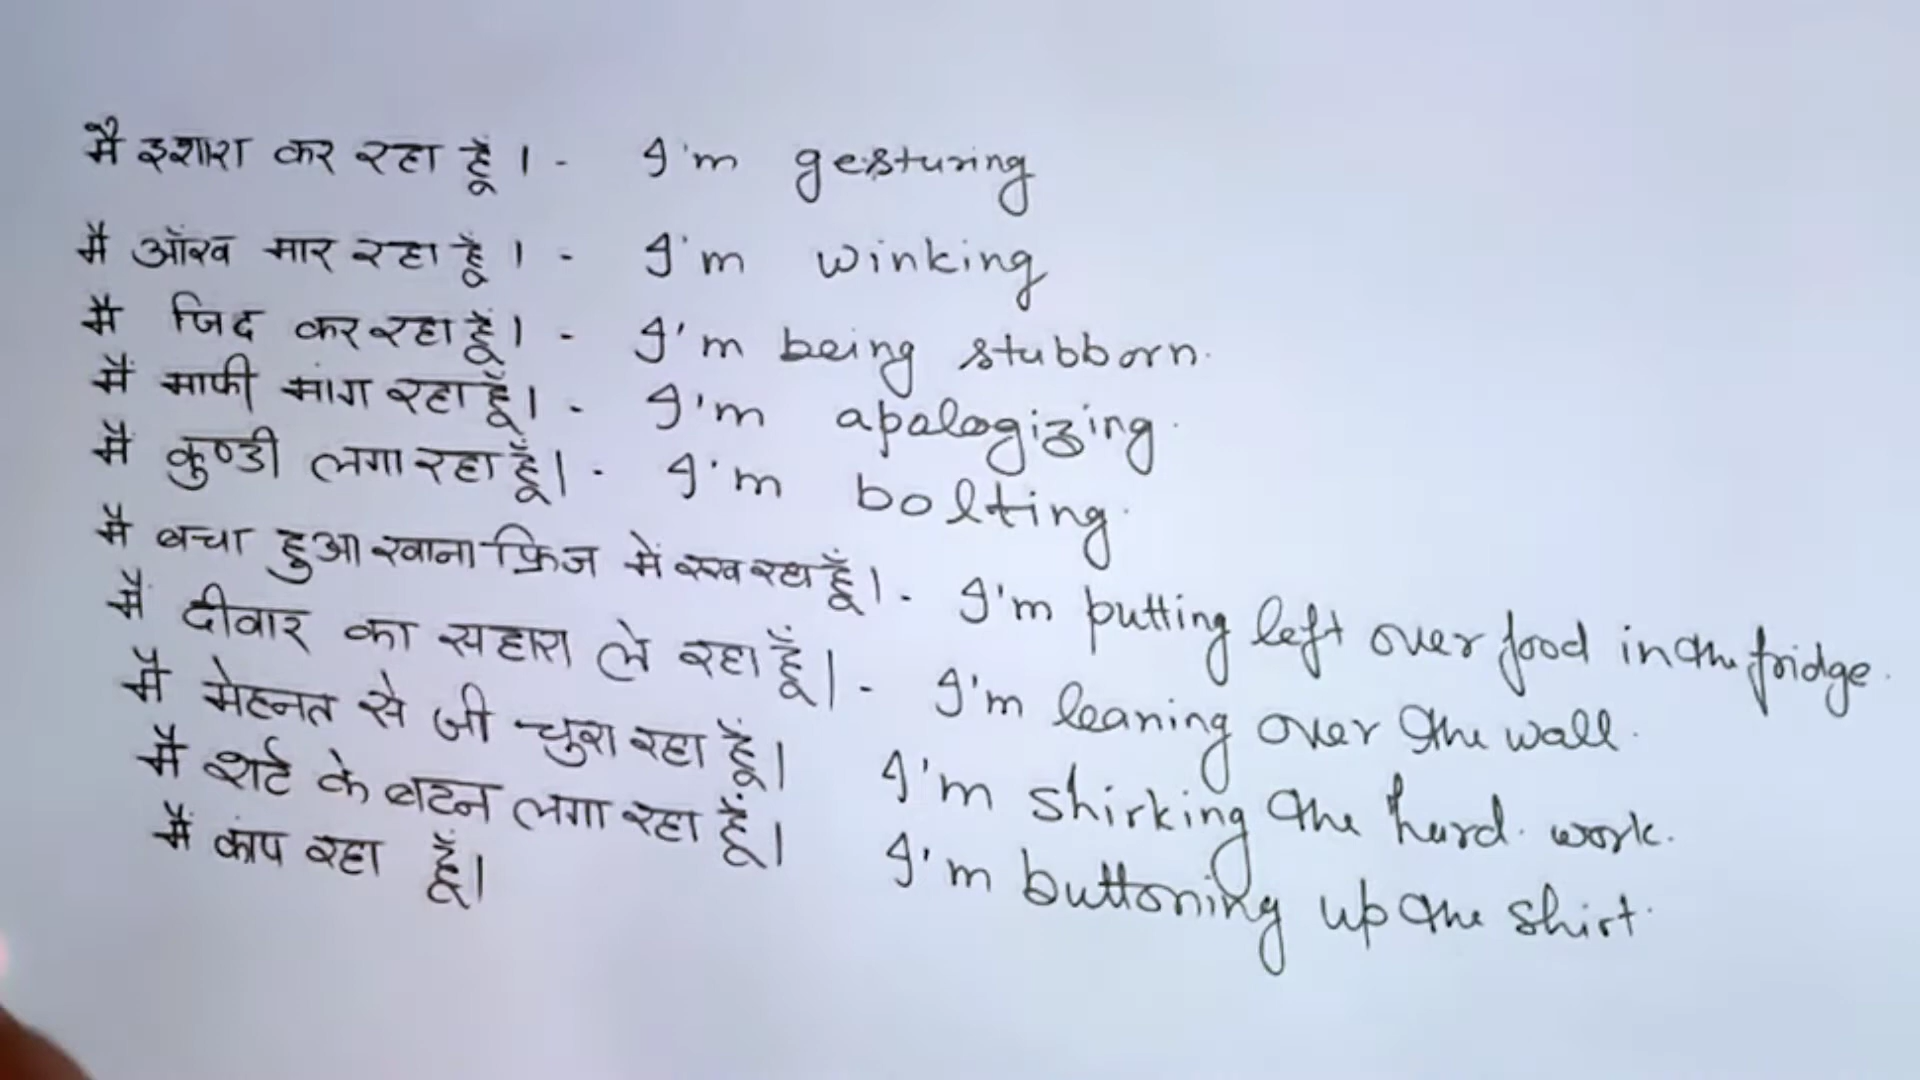 मैं इशारा कर रहा हूँ। - I'm gesturing
मैं आँख मार रहा हूँ। - I'm winking
मैं जिद कर रहा हूँ। - I'm being stubborn.
मैं माफी मांग रहा हूँ। - I'm apologizing.
मैं कुण्डी लगा रहा हूँ। - I'm bolting.
मैं बचा हुआ खाना फ्रिज में रख रहा हूँ। - I'm putting left over food in the fridge.
मैं दीवार का सहारा ले रहा हूँ। - I'm leaning over the wall.
मैं मेहनत से जी चुरा रहा हूँ। I'm shirking the hard work.
मैं शर्ट के बटन लगा रहा हूँ। I'm buttoning up the shirt.
मैं कांप रहा हूँ।